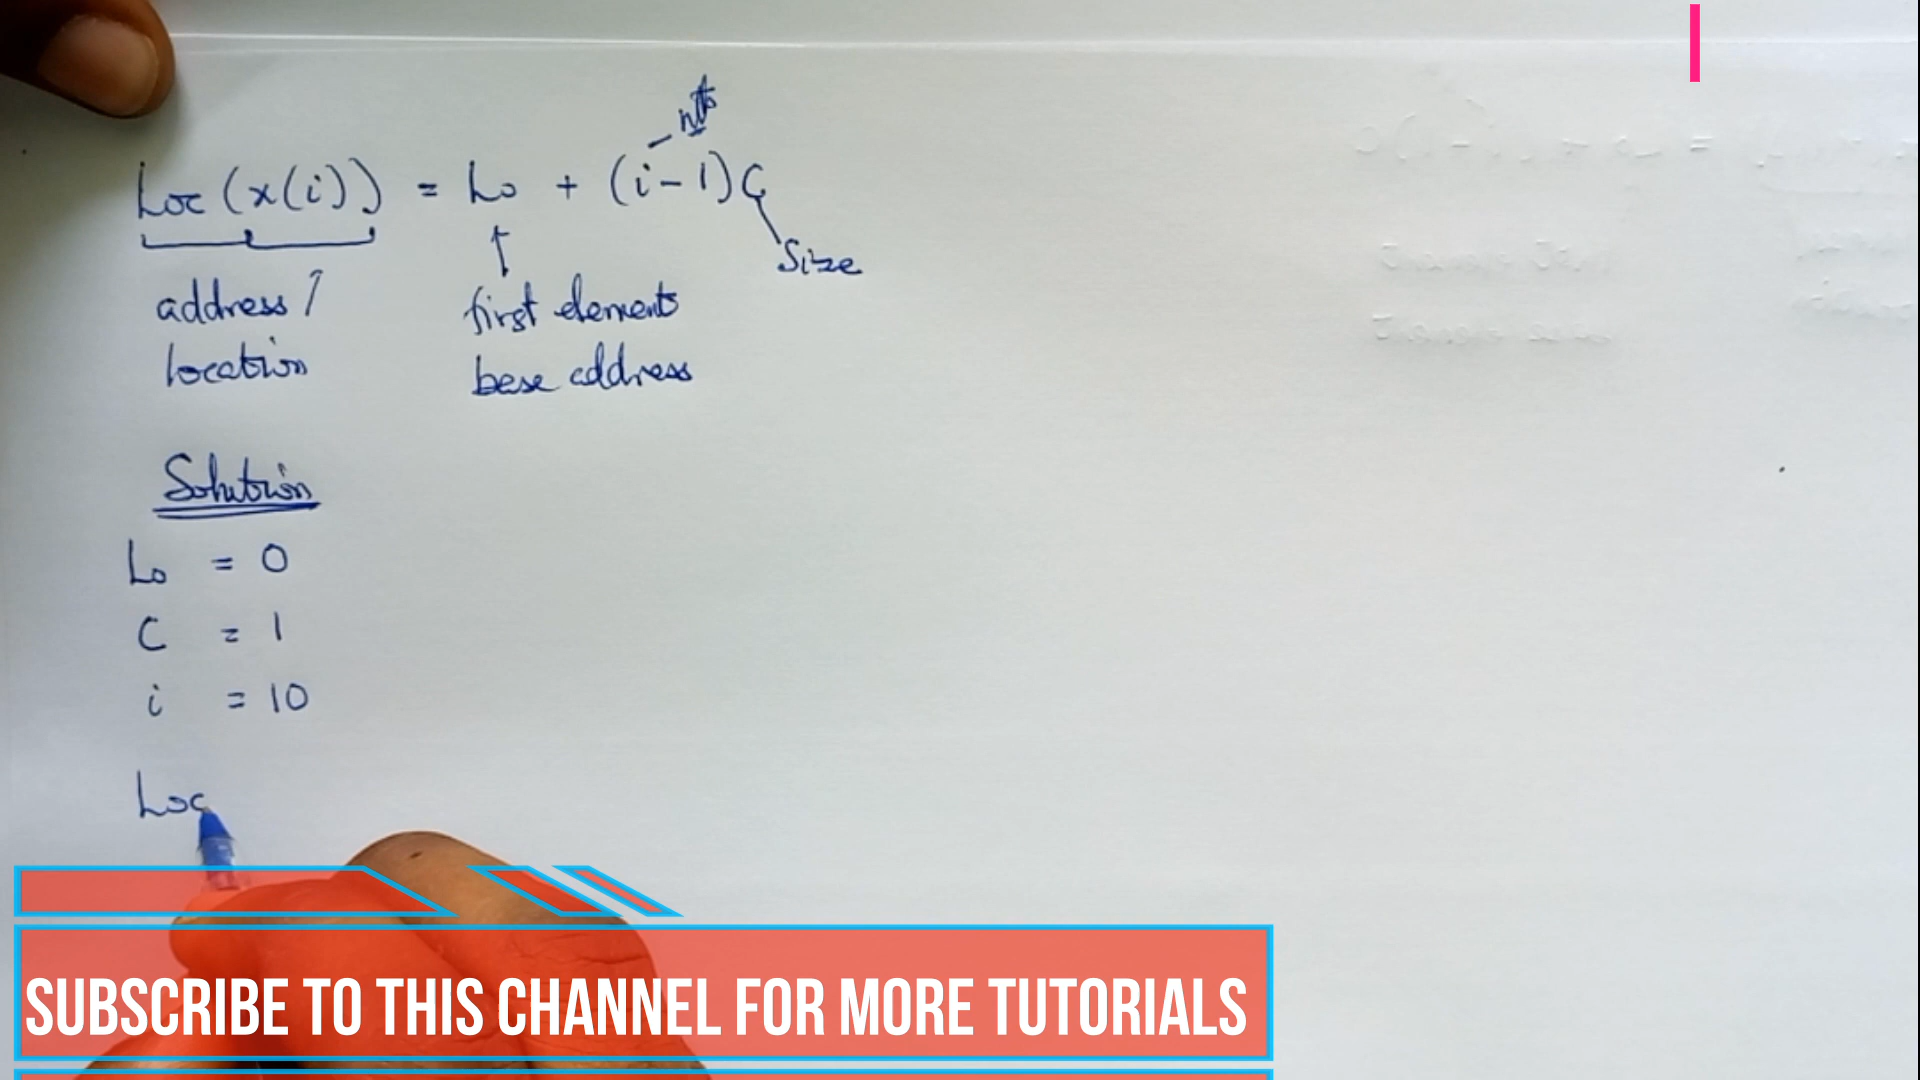 nth
Loc (x(i)) = Lo + (i-1)C
Size
address / first element
location base address
Solution
Lo = 0
C = 1
i = 10
Loc
SUBSCRIBE TO THIS CHANNEL FOR MORE TUTORIALS